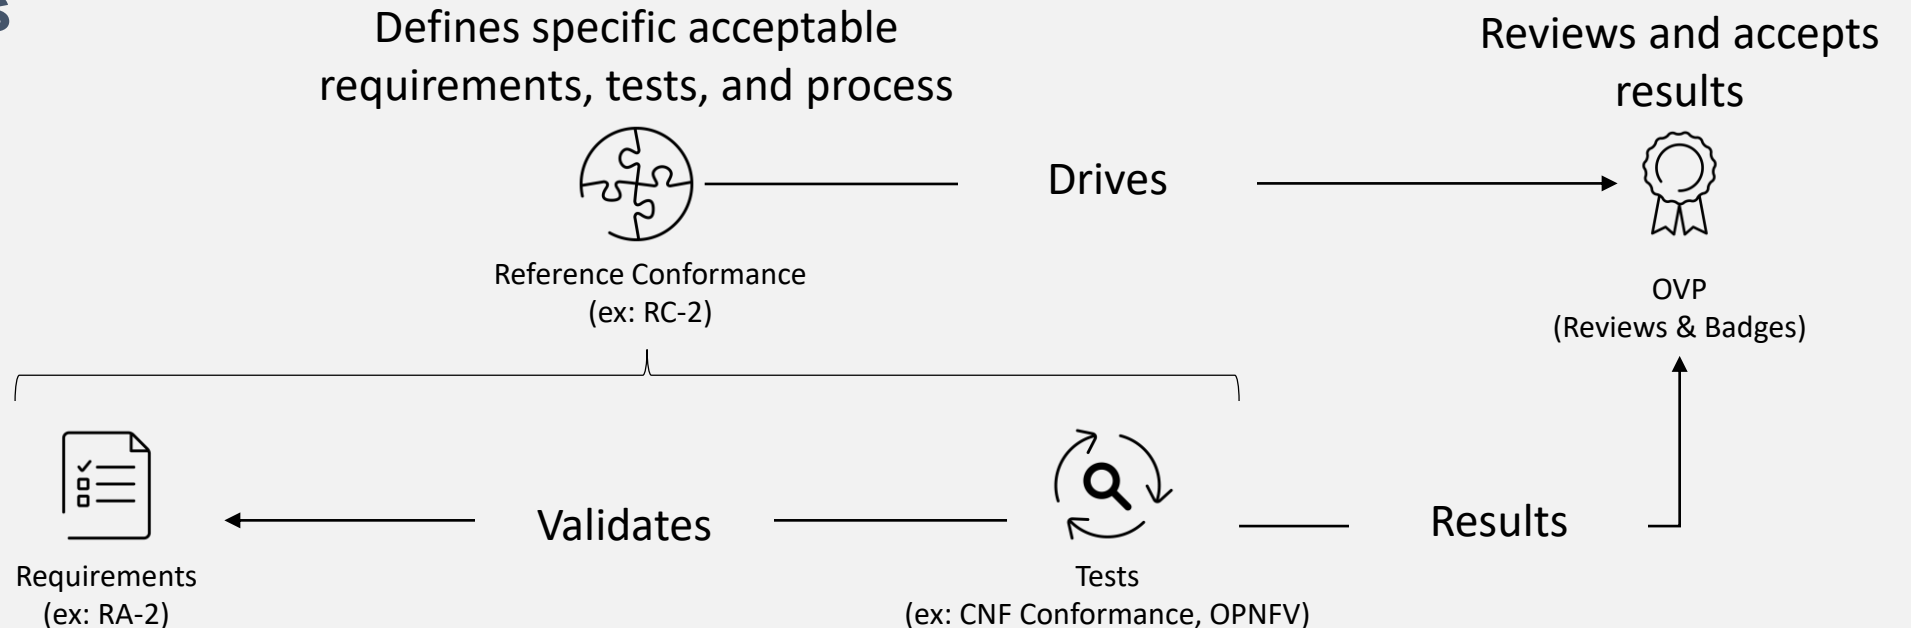 s
Defines specific acceptable
requirements, tests, and process
Reviews and accepts
results
Drives
Reference Conformance
(ex: RC-2)
OVP
(Reviews & Badges)
Validates
Results
Requirements
(ex: RA-2)
Tests
(ex: CNF Conformance, OPNFV)